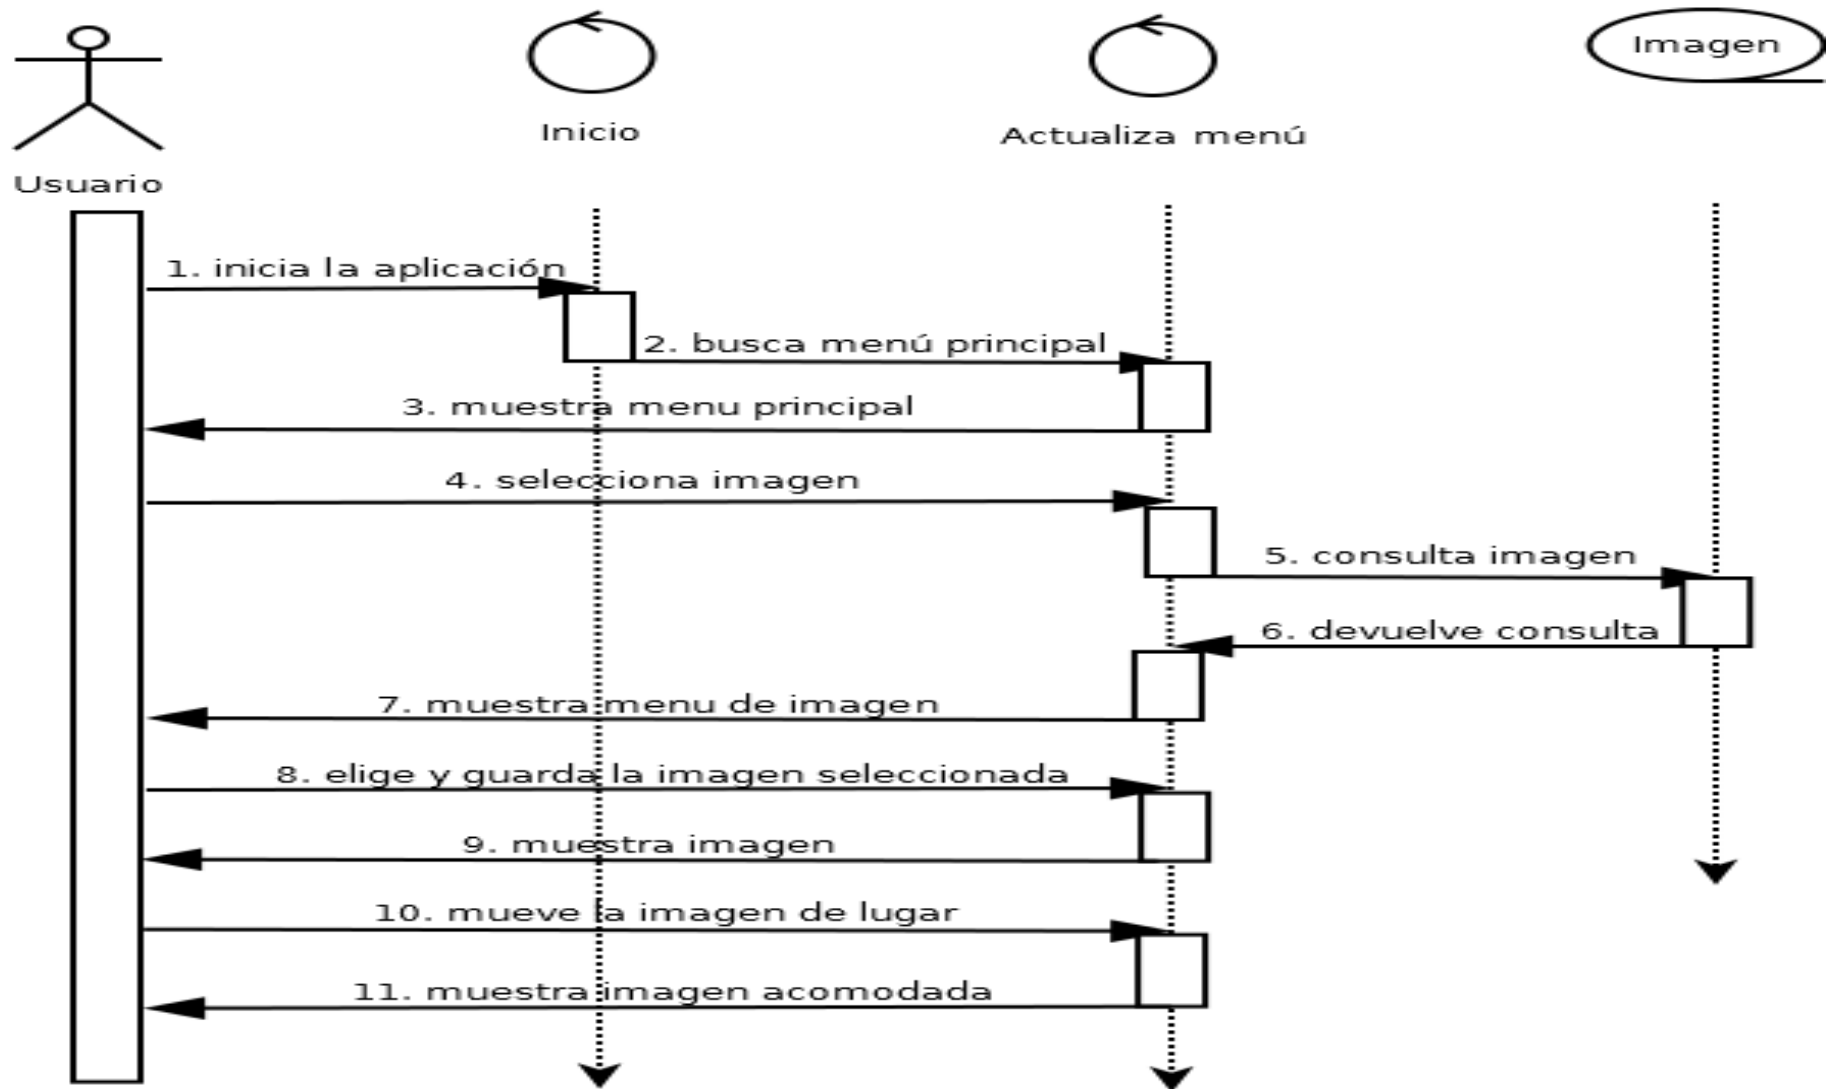 Imagen
Inicio
Actualiza menú
Usuario
1. inicia la aplicación
2. busca menú principal
3. muestra menu principal
4. selecciona imagen
5. consulta imagen
6. devuelve consulta
7. muestra menu de imagen
8. elige y guarda la imagen seleccionada
9. muestra imagen
10. mueve la imagen de lugar
11. muestra imagen acomodada